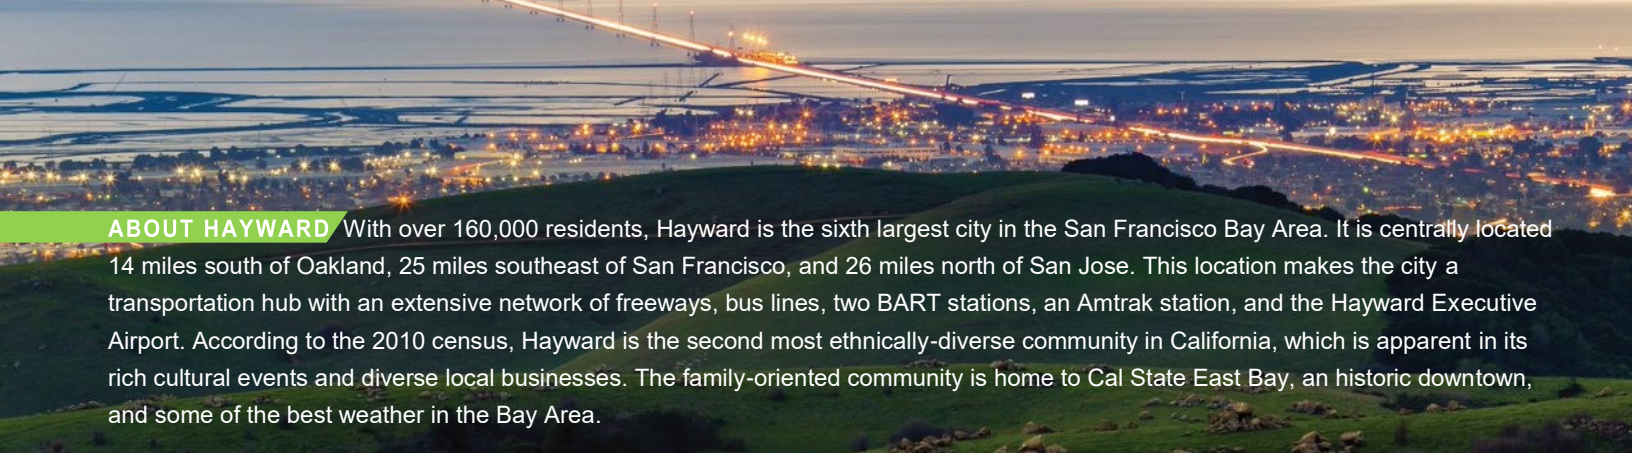 ABOUT HAYWARD With over 160,000 residents, Hayward is the sixth largest city in the San Francisco Bay Area. It is centrally located
14 miles south of Oakland, 25 miles southeast of San Francisco, and 26 miles north of San Jose. This location makes the city a
transportation hub with an extensive network of freeways, bus lines, two BART stations, an Amtrak station, and the Hayward Executive
Airport. According to the 2010 census, Hayward is the second most ethnically-diverse community in California, which is apparent in its
rich cultural events and diverse local businesses. The family-oriented community is home to Cal State East Bay, an historic downtown,
and some of the best weather in the Bay Area.